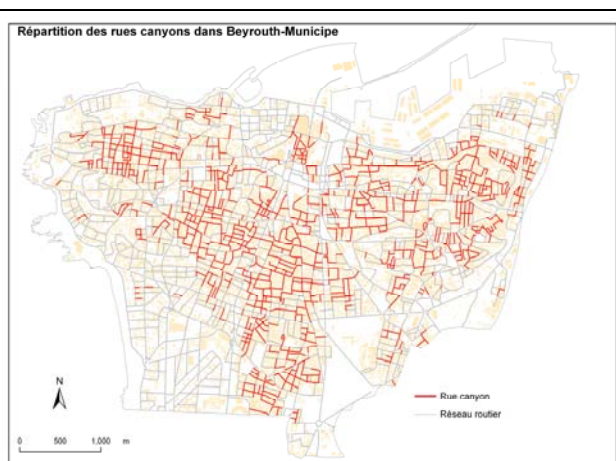 Répartition des rues canyons dans Beyrouth-Municipe
N
Rue canyon
Réseau routier
0 500 1,000 m